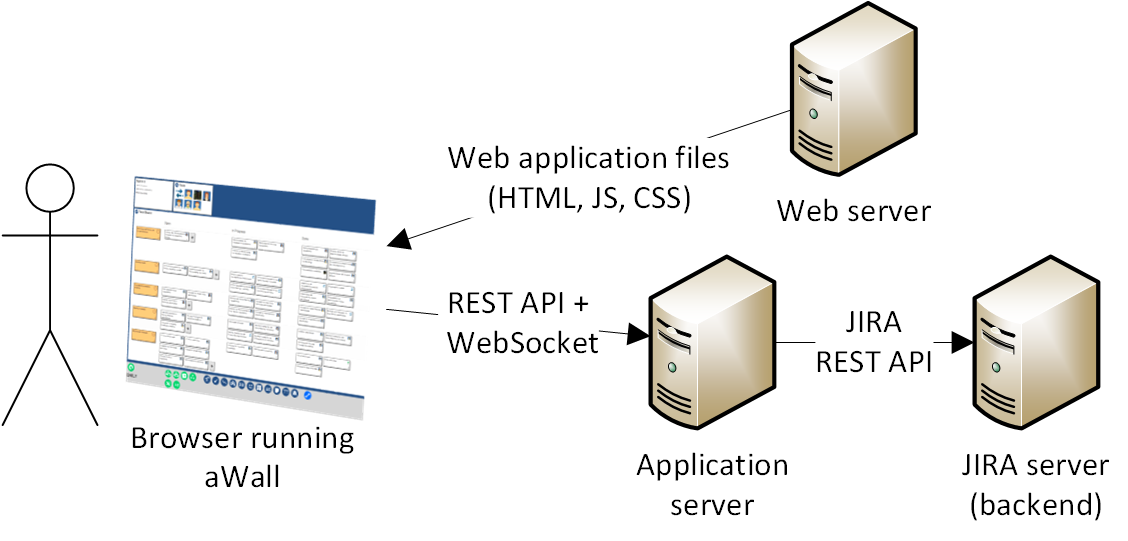 Web application files
(HTML, JS, CSS)
Web server
REST API +
WebSocket
JIRA
REST API
Browser running
aWall
Application
server
JIRA server
(backend)